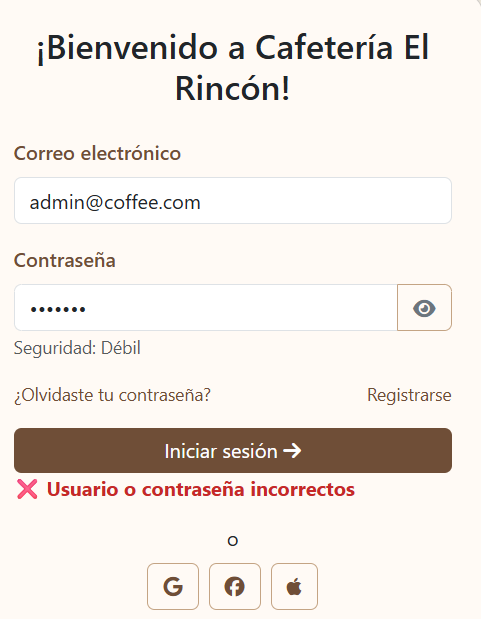 ¡Bienvenido a Cafetería El
Rincón!
Correo electrónico
admin@coffee.com
Contraseña
•••••••
Seguridad: Débil
¿Olvidaste tu contraseña? Registrarse
Iniciar sesión →
❌ Usuario o contraseña incorrectos
o